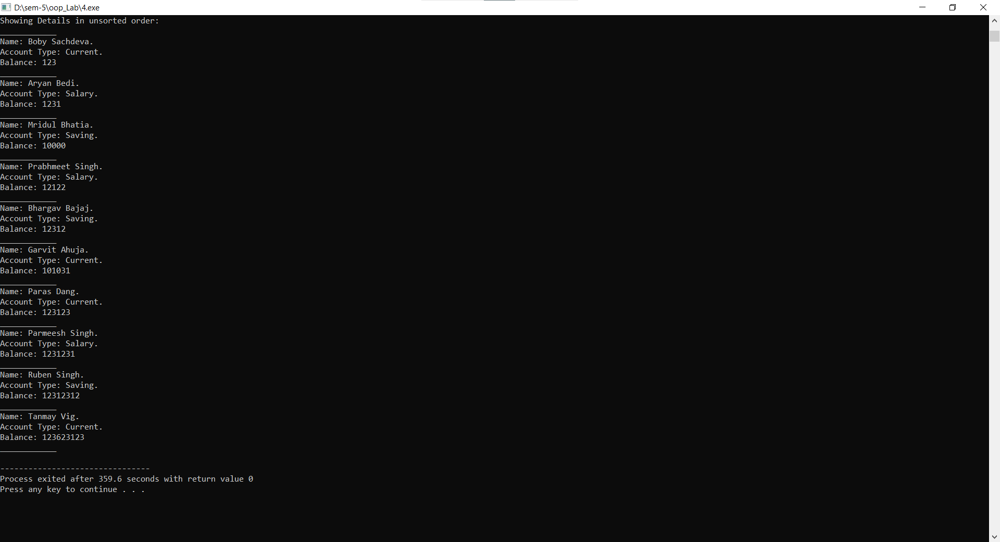 D:\sem-5\oop_Lab\4.exe
Showing Details in unsorted order:
____________
Name: Boby Sachdeva.
Account Type: Current.
Balance: 123
____________
Name: Aryan Bedi.
Account Type: Salary.
Balance: 1231
____________
Name: Mridul Bhatia.
Account Type: Saving.
Balance: 10000
____________
Name: Prabhmeet Singh.
Account Type: Salary.
Balance: 12122
____________
Name: Bhargav Bajaj.
Account Type: Saving.
Balance: 12312
____________
Name: Garvit Ahuja.
Account Type: Current.
Balance: 101031
____________
Name: Paras Dang.
Account Type: Current.
Balance: 123123
____________
Name: Parmeesh Singh.
Account Type: Salary.
Balance: 1231231
____________
Name: Ruben Singh.
Account Type: Saving.
Balance: 12312312
____________
Name: Tanmay Vig.
Account Type: Current.
Balance: 123623123
____________
--------------------------------
Process exited after 359.6 seconds with return value 0
Press any key to continue . . .